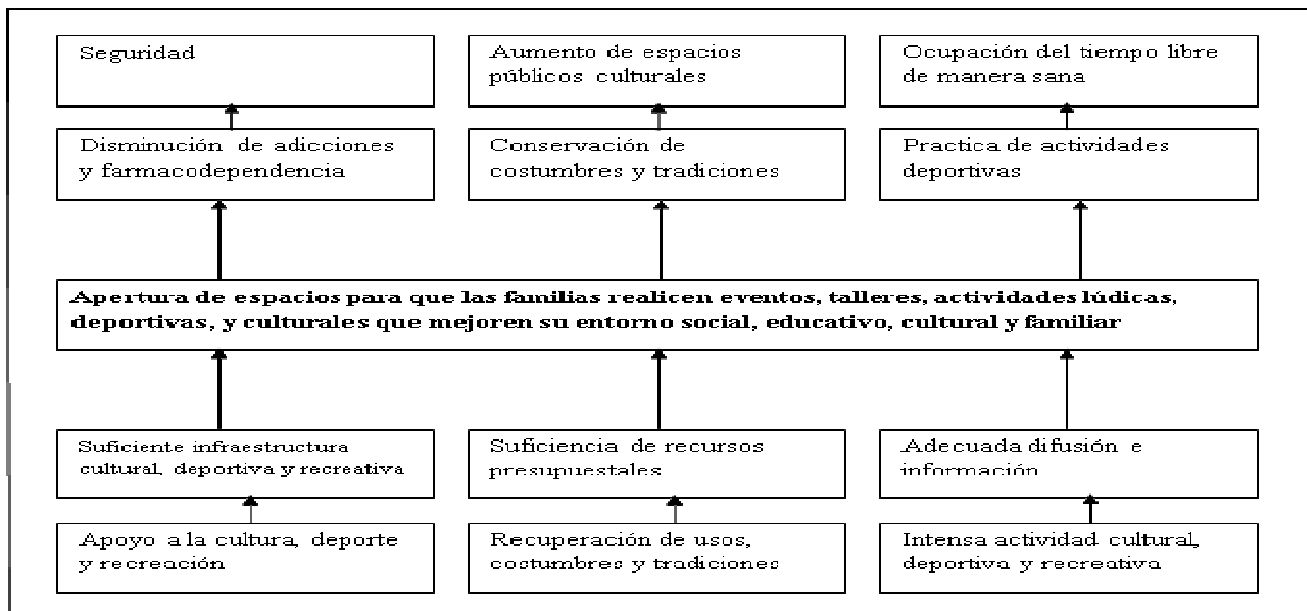 Seguridad
Aumento de espacios
públicos culturales
Ocupación del tiempo libre
de manera sana
Disminución de adicciones
y farmacodependencia
Conservación de
costumbres y tradiciones
Practica de actividades
deportivas
Apertura de espacios para que las familias realicen eventos, talleres, actividades lúdicas,
deportivas, y culturales que mejoren su entorno social, educativo, cultural y familiar
Suficiente infraestructura
cultural, deportiva y recreativa
Suficiencia de recursos
presupuestales
Adecuada difusión e
información
Apoyo a la cultura, deporte
y recreación
Recuperación de usos,
costumbres y tradiciones
Intensa actividad cultural,
deportiva y recreativa